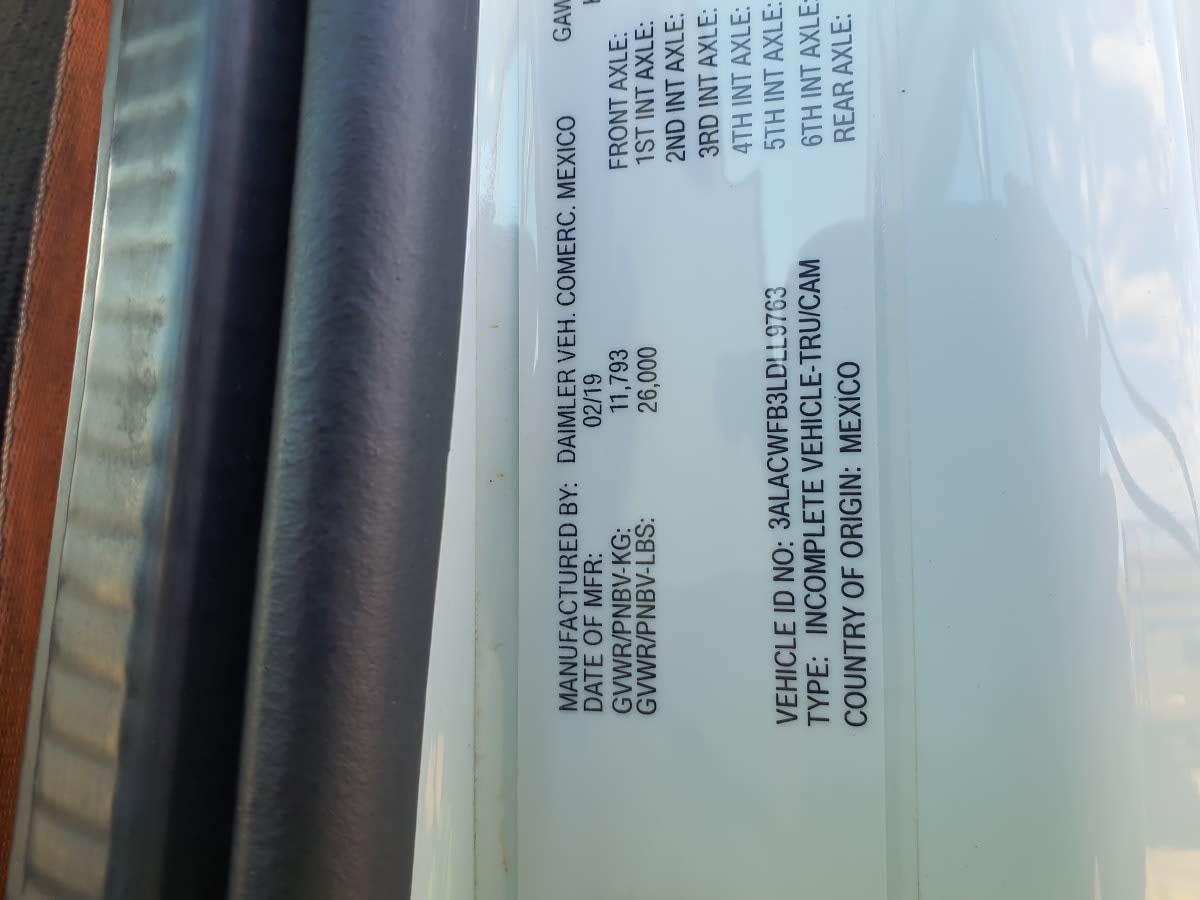 MANUFACTURED BY: DAIMLER VEH. COMERC. MEXICO
DATE OF MFR: 02/19
GVWR/PNBV-KG: 11,793
GVWR/PNBV-LBS: 26,000
FRONT AXLE:
1ST INT AXLE:
2ND INT AXLE:
3RD INT AXLE:
4TH INT AXLE:
5TH INT AXLE:
6TH INT AXLE:
REAR AXLE:
VEHICLE ID NO: 3ALACWFB3LDLL9763
TYPE: INCOMPLETE VEHICLE-TRU/CAM
COUNTRY OF ORIGIN: MEXICO